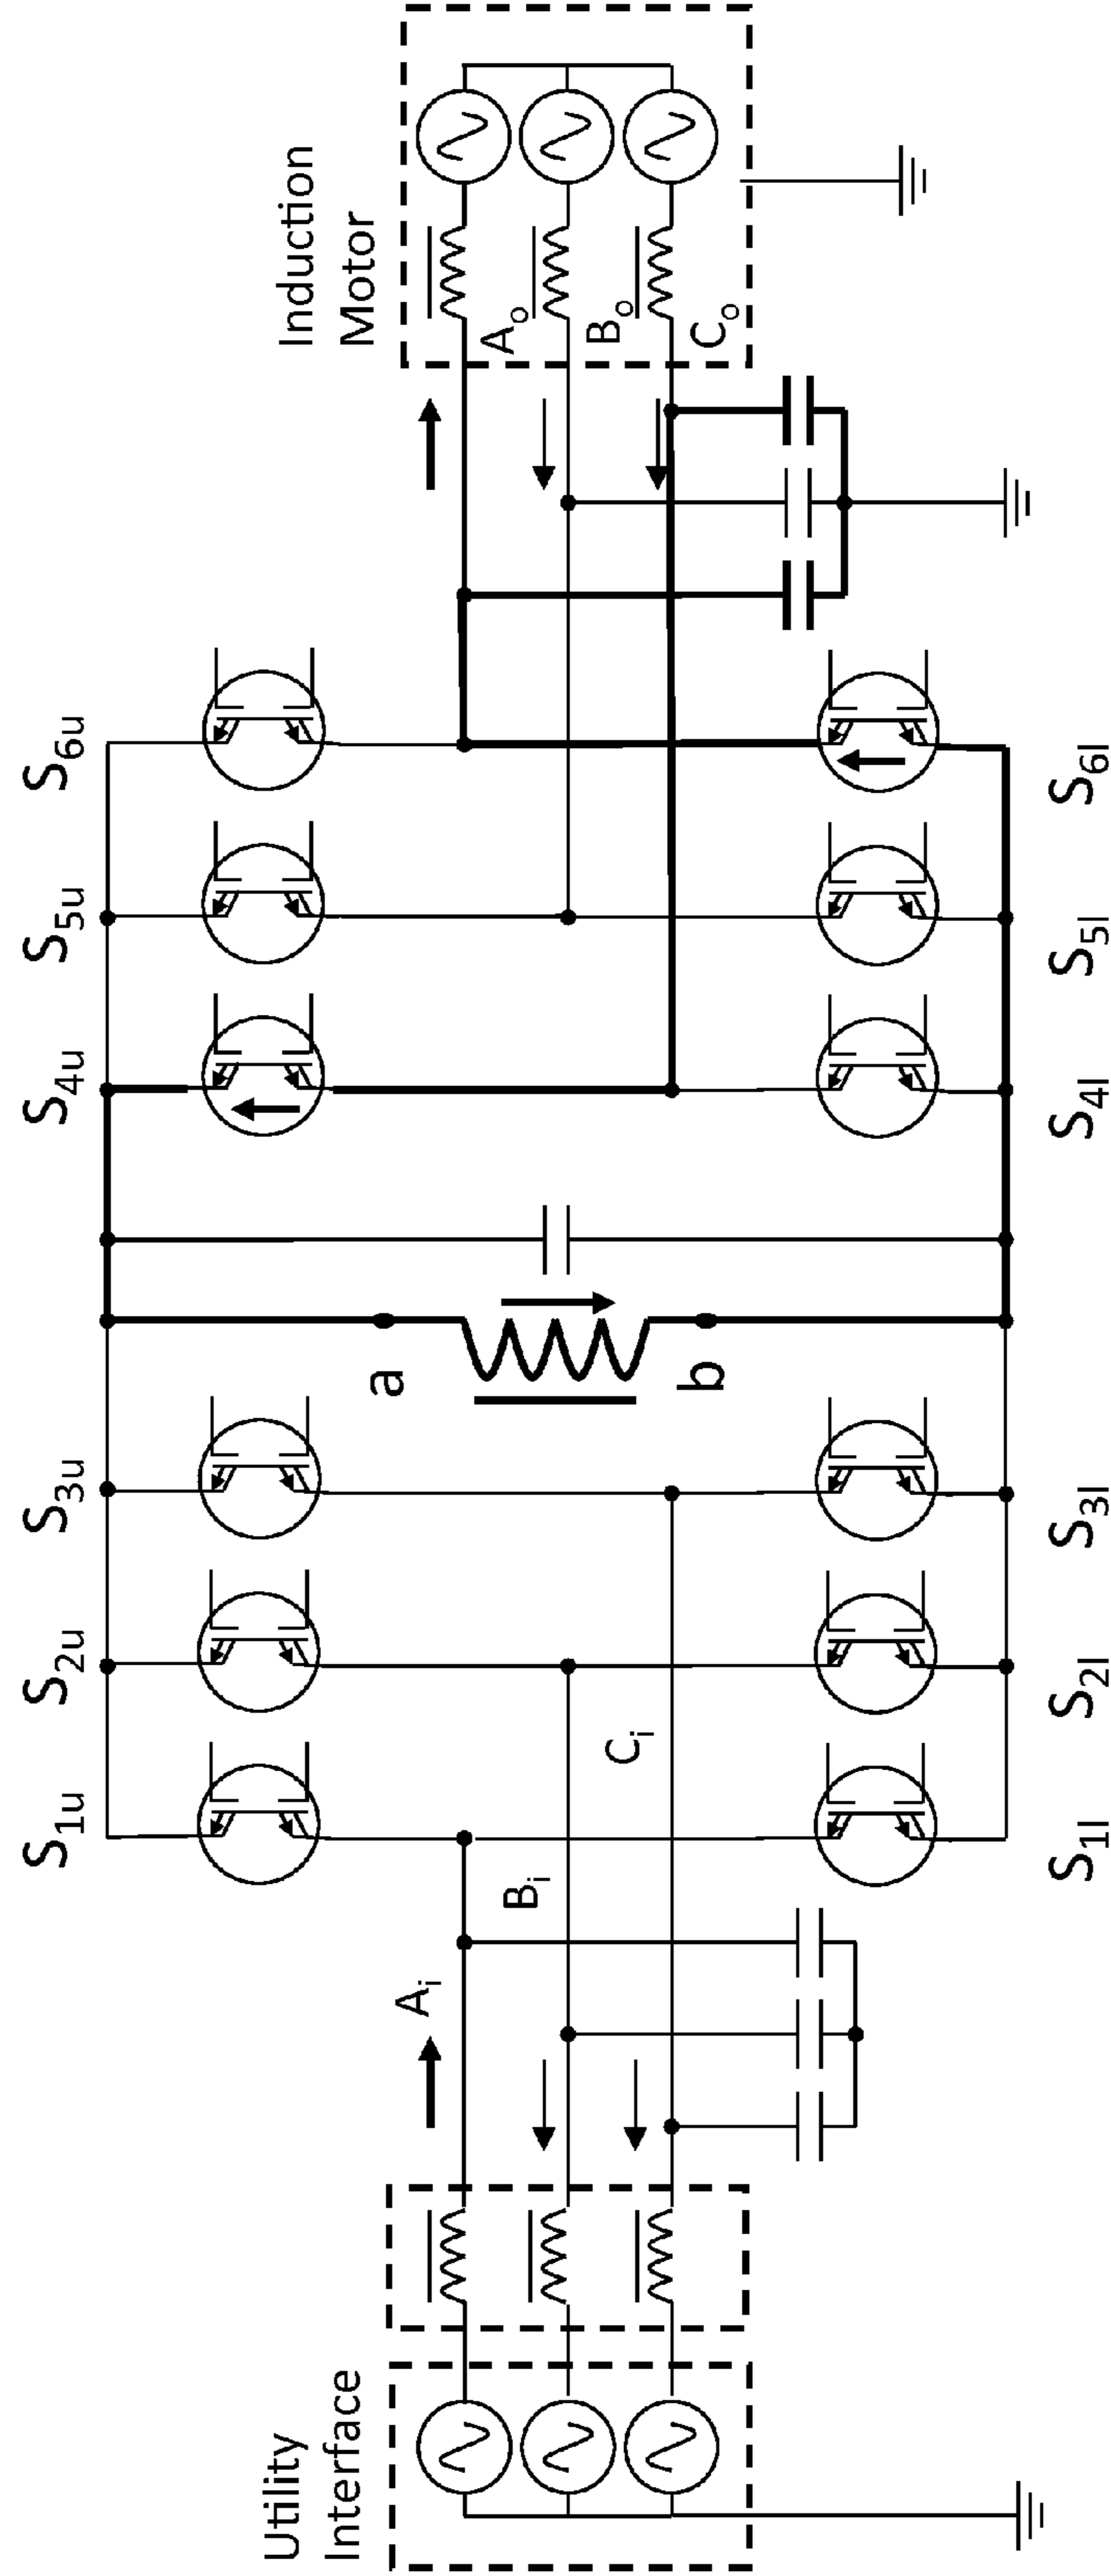 Utility
Interface
Induction
Motor
S1u
S2u
S3u
S4u
S5u
S6u
Ai
Bi
Ci
a
b
Ao
Bo
Co
S1l
S2l
S3l
S4l
S5l
S6l